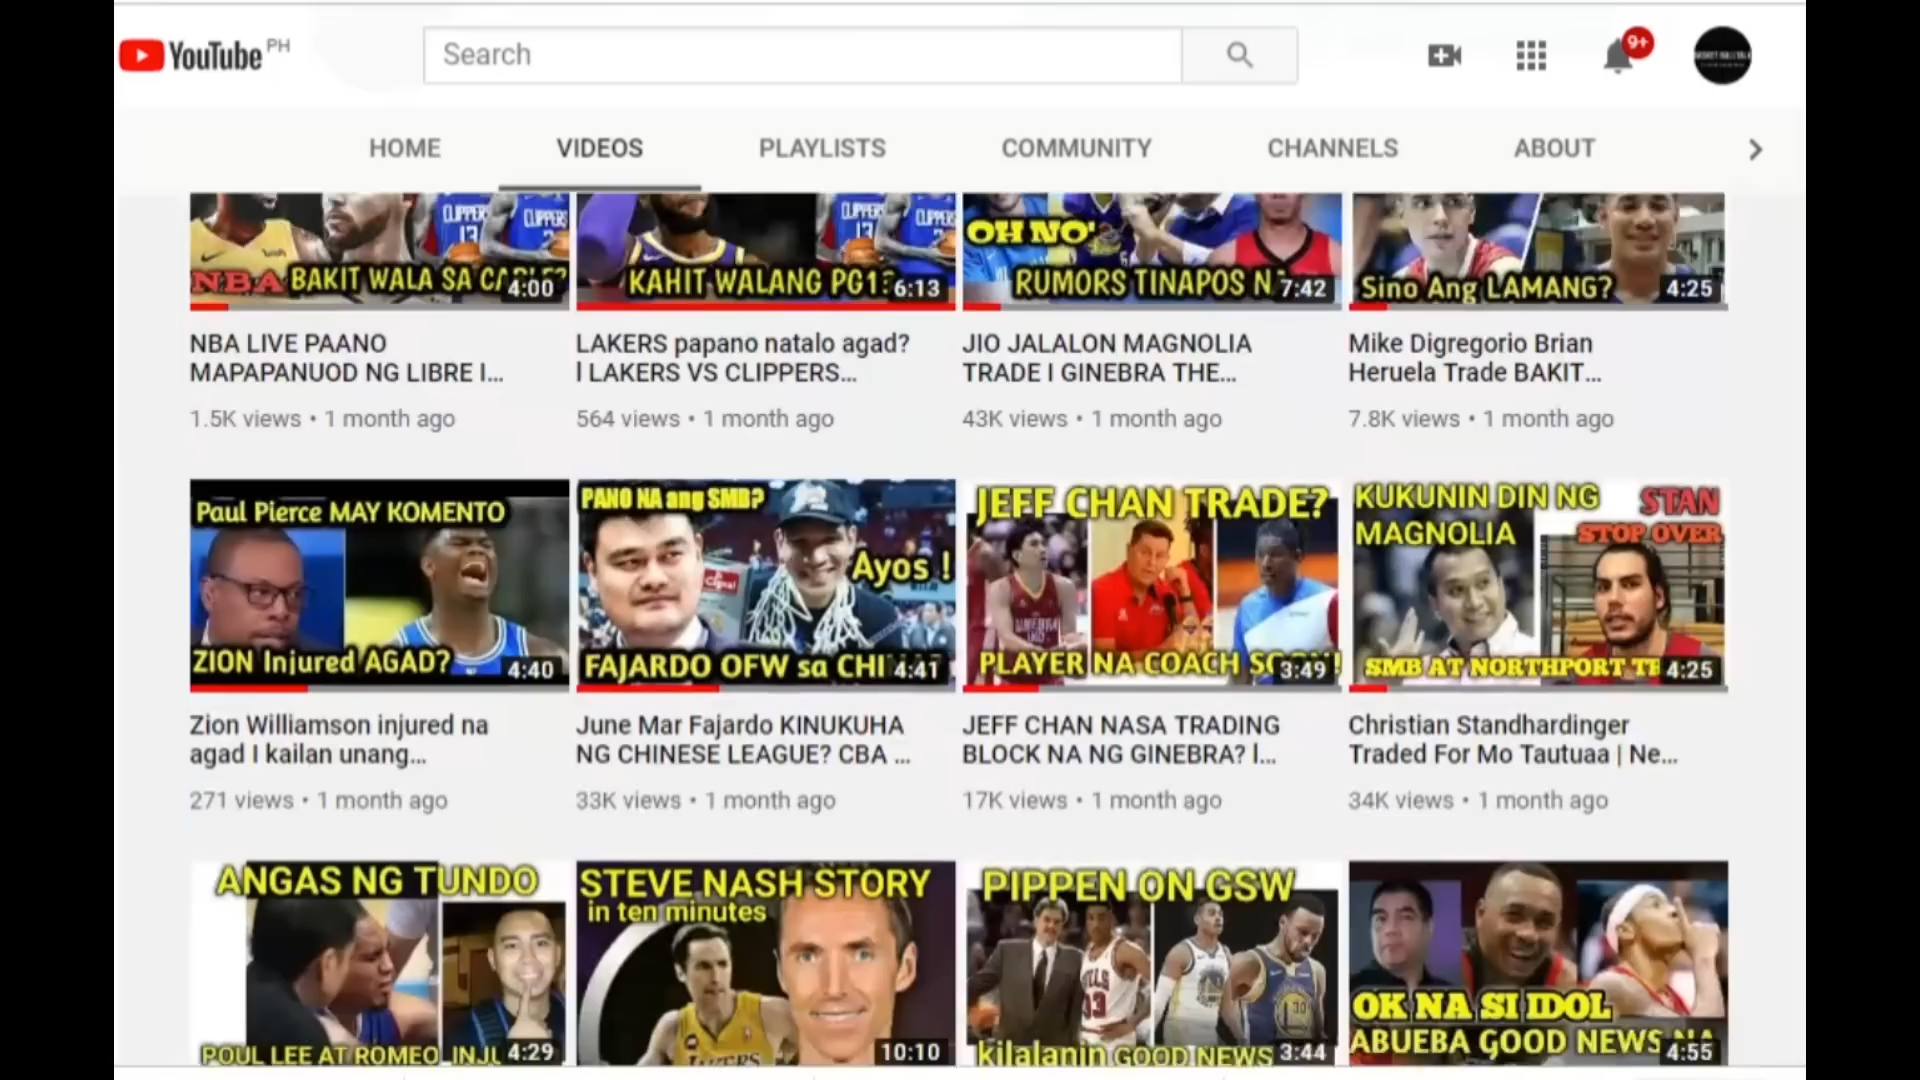 YouTube PH
Search
9+
HOME
VIDEOS
PLAYLISTS
COMMUNITY
CHANNELS
ABOUT
CLIPPERS
13
CLIPPERS
NBA BAKIT WALA SA
4:00
CLIPPERS
13
CLIPPERS
KAHIT WALANG
6:13
OH NO'
RUMORS TINAPOS
7:42
Sino Ang LAMANG?
4:25
NBA LIVE PAANO
MAPAPANUOD NG LIBRE I...
1.5K views • 1 month ago
LAKERS papano natalo agad?
l LAKERS VS CLIPPERS...
564 views • 1 month ago
JIO JALALON MAGNOLIA
TRADE I GINEBRA THE...
43K views • 1 month ago
Mike Digregorio Brian
Heruela Trade BAKIT...
7.8K views • 1 month ago
Paul Pierce MAY KOMENTO
ZION Injured AGAD?
4:40
PANO NA ang SMB?
Ayos !
FAJARDO OFW sa CHI
4:41
JEFF CHAN TRADE?
PLAYER NA COACH
3:49
KUKUNIN DIN NG
MAGNOLIA
STAN
STOP OVER
SMB AT NORTHPORT
4:25
Zion Williamson injured na
agad I kailan unang...
271 views • 1 month ago
June Mar Fajardo KINUKUHA
NG CHINESE LEAGUE? CBA ...
33K views • 1 month ago
JEFF CHAN NASA TRADING
BLOCK NA NG GINEBRA? l...
17K views • 1 month ago
Christian Standhardinger
Traded For Mo Tautuaa | Ne...
34K views • 1 month ago
ANGAS NG TUNDO
POUL LEE AT ROMEO
4:29
STEVE NASH STORY
in ten minutes
LAKERS
10:10
PIPPEN ON GSW
33
30
kilalanin GOOD NEWS
3:44
OK NA SI IDOL
ABUEBA GOOD NEWS
4:55